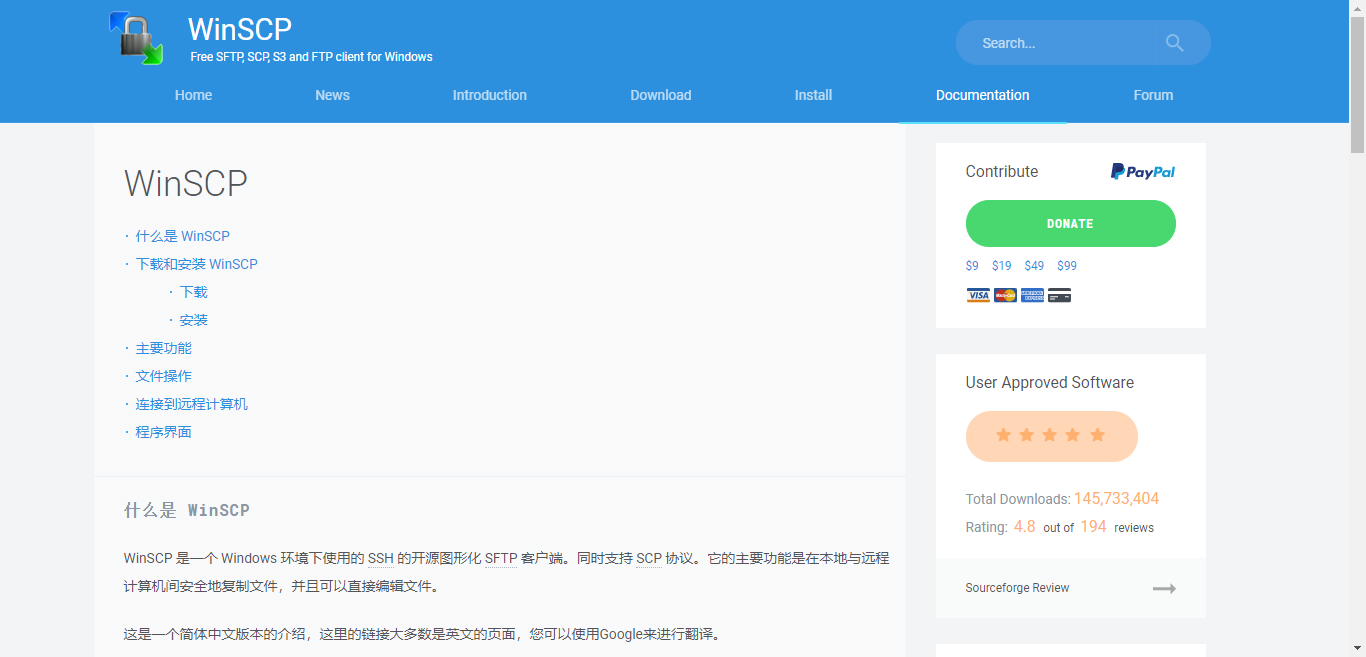 WinSCP
Free SFTP, SCP, S3 and FTP client for Windows
Search...
Home
News
Introduction
Download
Install
Documentation
Forum
WinSCP
· 什么是 WinSCP
· 下载和安装 WinSCP
· 下载
· 安装
· 主要功能
· 文件操作
· 连接到远程计算机
· 程序界面
什么是 WinSCP
WinSCP 是一个 Windows 环境下使用的 SSH 的开源图形化 SFTP 客户端。同时支持 SCP 协议。它的主要功能是在本地与远程
计算机间安全地复制文件，并且可以直接编辑文件。
这是一个简体中文版本的介绍，这里的链接大多数是英文的页面，您可以使用Google来进行翻译。
Contribute
PayPal
DONATE
$9 $19 $49 $99
VISA
MasterCard
AMERICAN EXPRESS
User Approved Software
Total Downloads: 145,733,404
Rating: 4.8 out of 194 reviews
Sourceforge Review